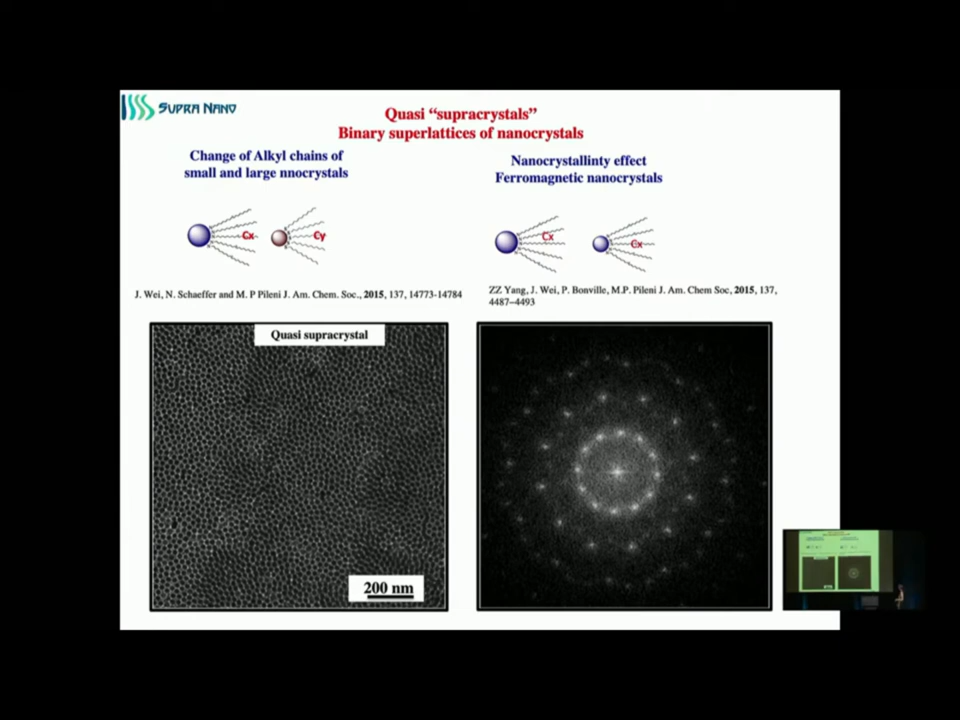 SUPRA NANO
Quasi “supracrystals”
Binary superlattices of nanocrystals
Change of Alkyl chains of
small and large nnocrystals
Nanocrystallinty effect
Ferromagnetic nanocrystals
Cx
Cy
Cx
Cx
J. Wei, N. Schaeffer and M. P Pileni J. Am. Chem. Soc., 2015, 137, 14773-14784
ZZ Yang, J. Wei, P. Bonville, M.P. Pileni J. Am. Chem Soc, 2015, 137,
4487–4493
Quasi supracrystal
200 nm